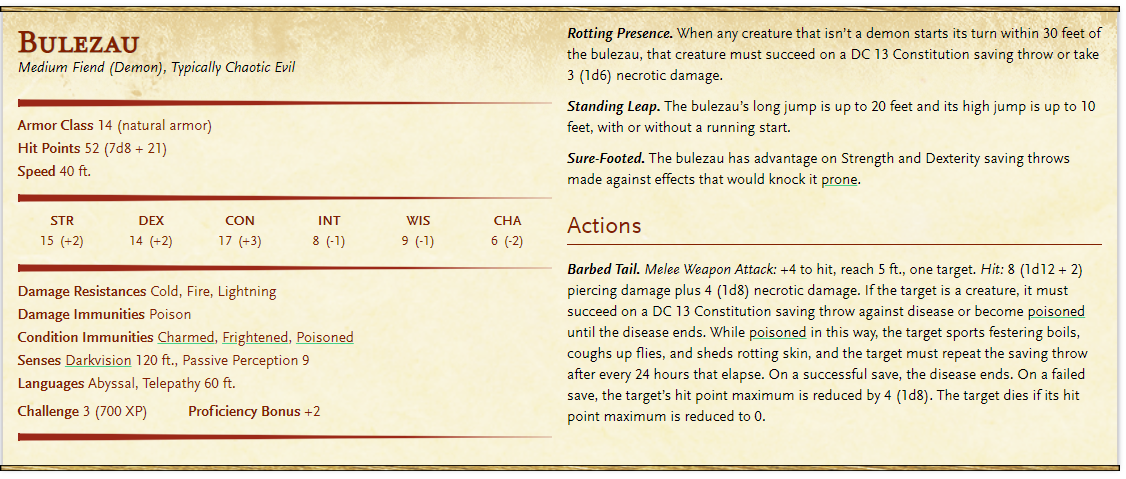 Bulezau
Medium Fiend (Demon), Typically Chaotic Evil
Armor Class 14 (natural armor)
Hit Points 52 (7d8 + 21)
Speed 40 ft.
STR DEX CON INT WIS CHA
15 (+2) 14 (+2) 17 (+3) 8 (-1) 9 (-1) 6 (-2)
Damage Resistances Cold, Fire, Lightning
Damage Immunities Poison
Condition Immunities Charmed, Frightened, Poisoned
Senses Darkvision 120 ft., Passive Perception 9
Languages Abyssal, Telepathy 60 ft.
Challenge 3 (700 XP) Proficiency Bonus +2
Rotting Presence. When any creature that isn't a demon starts its turn within 30 feet of
the bulezau, that creature must succeed on a DC 13 Constitution saving throw or take
3 (1d6) necrotic damage.
Standing Leap. The bulezau's long jump is up to 20 feet and its high jump is up to 10
feet, with or without a running start.
Sure-Footed. The bulezau has advantage on Strength and Dexterity saving throws
made against effects that would knock it prone.
Actions
Barbed Tail. Melee Weapon Attack: +4 to hit, reach 5 ft., one target. Hit: 8 (1d12 + 2)
piercing damage plus 4 (1d8) necrotic damage. If the target is a creature, it must
succeed on a DC 13 Constitution saving throw against disease or become poisoned
until the disease ends. While poisoned in this way, the target sports festering boils,
coughs up flies, and sheds rotting skin, and the target must repeat the saving throw
after every 24 hours that elapse. On a successful save, the disease ends. On a failed
save, the target's hit point maximum is reduced by 4 (1d8). The target dies if its hit
point maximum is reduced to 0.